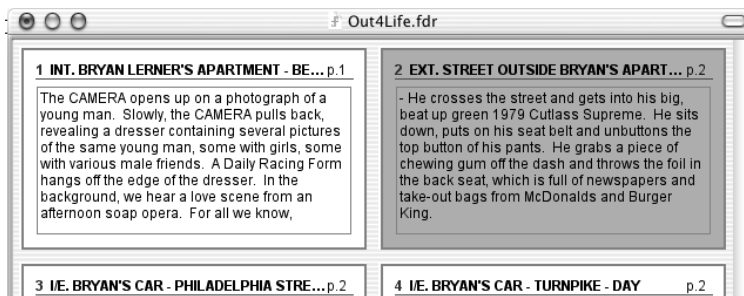 Out4Life.fdr
1 INT. BRYAN LERNER'S APARTMENT - BE... p.1
The CAMERA opens up on a photograph of a
young man. Slowly, the CAMERA pulls back,
revealing a dresser containing several pictures
of the same young man, some with girls, some
with various male friends. A Daily Racing Form
hangs off the edge of the dresser. In the
background, we hear a love scene from an
afternoon soap opera. For all we know,
2 EXT. STREET OUTSIDE BRYAN'S APART... p.2
- He crosses the street and gets into his big,
beat up green 1979 Cutlass Supreme. He sits
down, puts on his seat belt and unbuttons the
top button of his pants. He grabs a piece of
chewing gum off the dash and throws the foil in
the back seat, which is full of newspapers and
take-out bags from McDonalds and Burger
King.
3 I/E. BRYAN'S CAR - PHILADELPHIA STRE... p.2
4 I/E. BRYAN'S CAR - TURNPIKE - DAY p.2